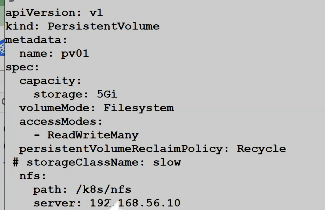 apiVersion: v1
kind: PersistentVolume
metadata:
  name: pv01
spec:
  capacity:
    storage: 5Gi
  volumeMode: Filesystem
  accessModes:
    - ReadWriteMany
  persistentVolumeReclaimPolicy: Recycle
 # storageClassName: slow
  nfs:
    path: /k8s/nfs
    server: 192.168.56.10